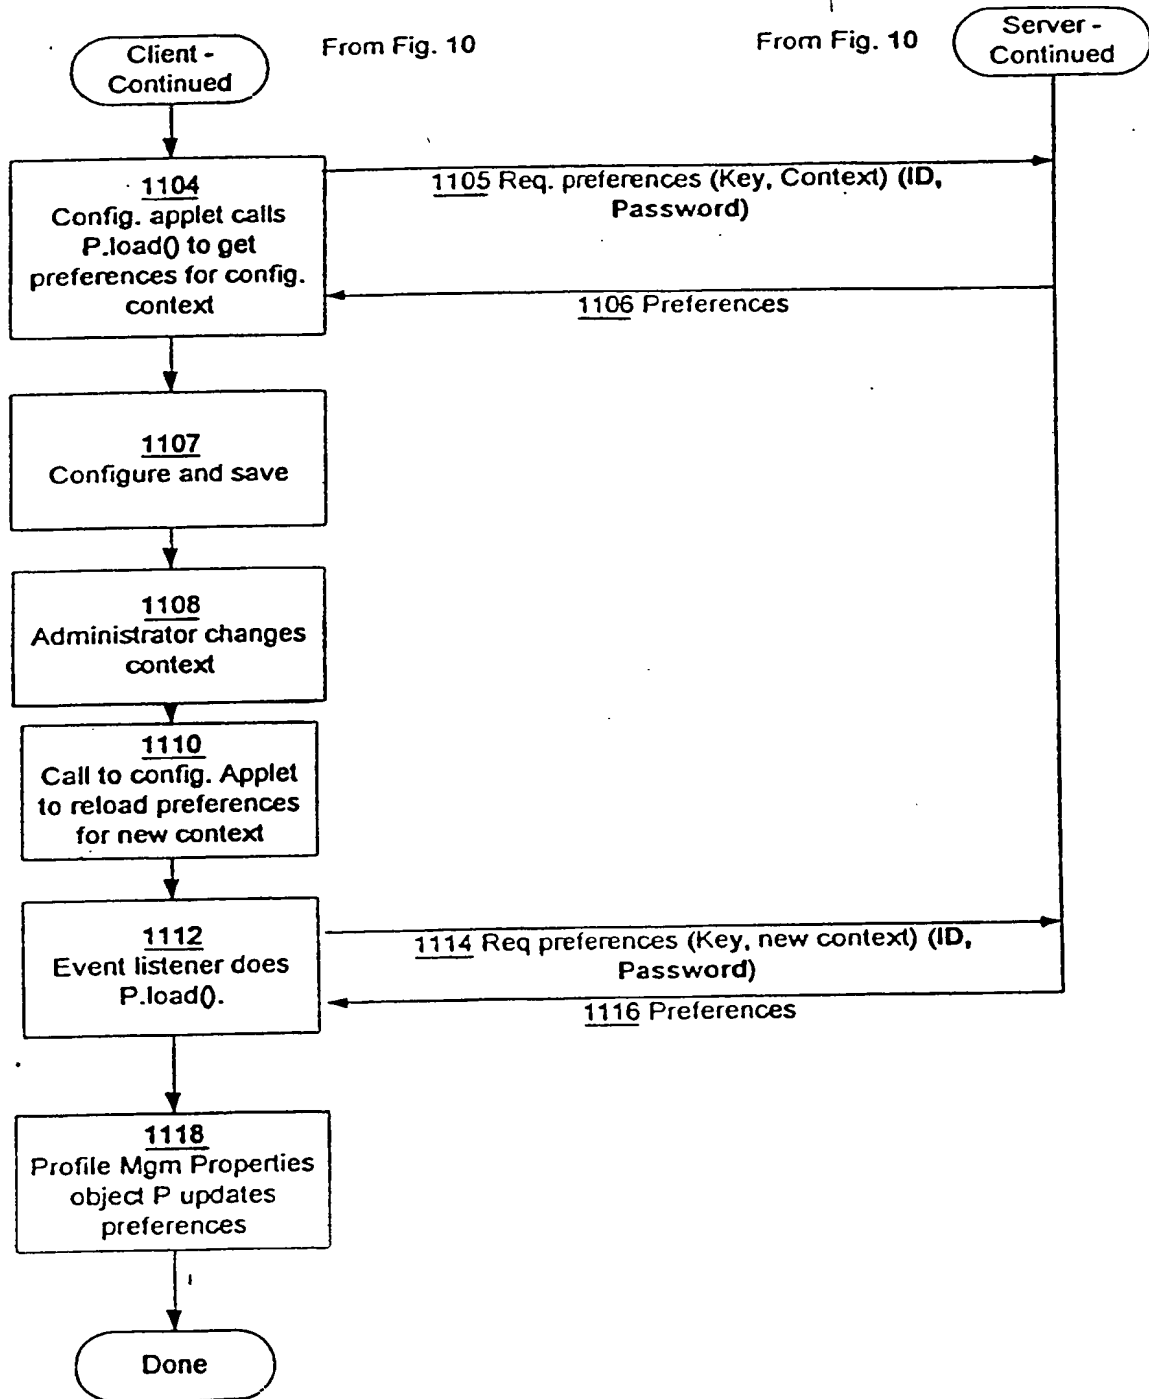 Client -
Continued
From Fig. 10
From Fig. 10
Server -
Continued
1104
Config. applet calls
P.load() to get
preferences for config.
context
1105 Req. preferences (Key, Context) (ID,
Password)
1106 Preferences
1107
Configure and save
1108
Administrator changes
context
1110
Call to config. Applet
to reload preferences
for new context
1112
Event listener does
P.load().
1114 Req preferences (Key, new context) (ID,
Password)
1116 Preferences
1118
Profile Mgm Properties
object P updates
preferences
Done